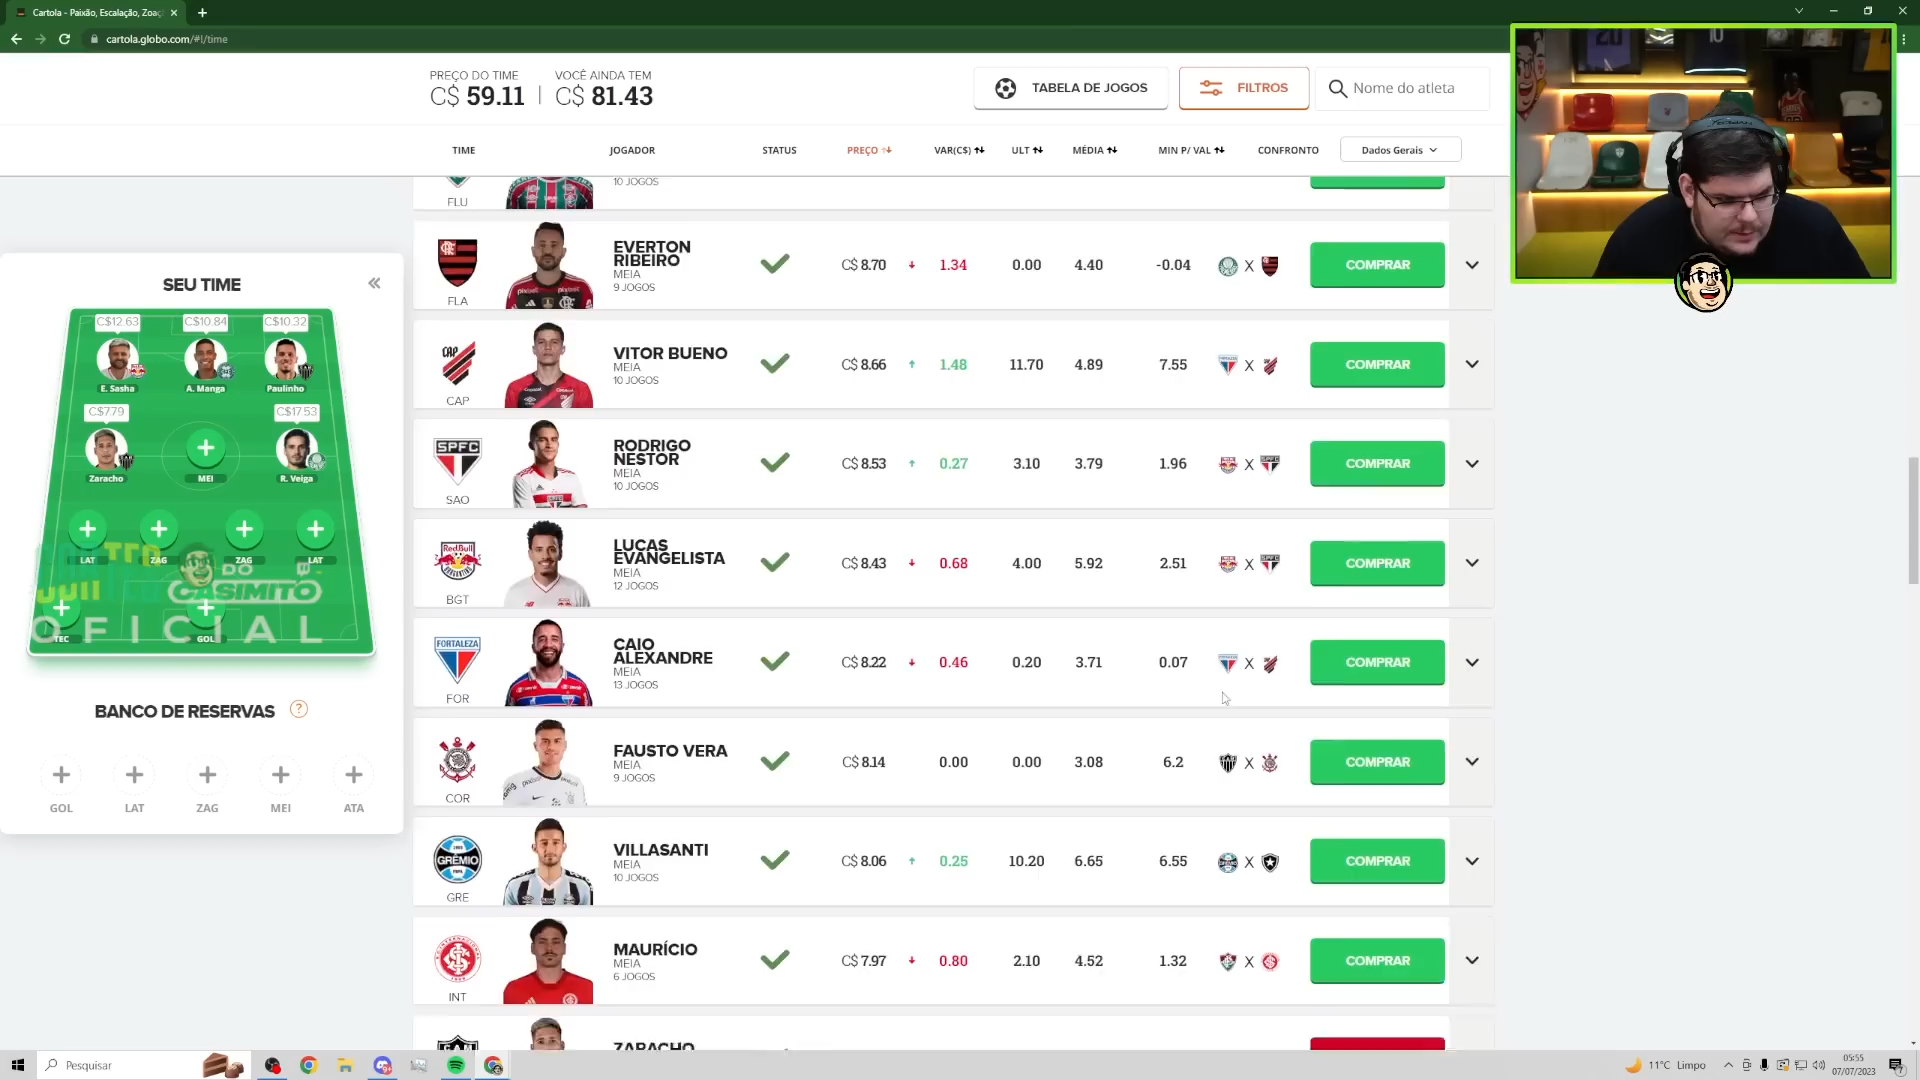 Cartola - Paixão, Escalação, Zoaç
cartola.globo.com/#!/time
PREÇO DO TIME
C$ 59.11
VOCÊ AINDA TEM
C$ 81.43
TABELA DE JOGOS
FILTROS
Nome do atleta
TIME
JOGADOR
STATUS
PREÇO
VAR(C$)
ULT
MÉDIA
MIN P/ VAL
CONFRONTO
Dados Gerais
FLU
10 JOGOS
EVERTON
RIBEIRO
MEIA
9 JOGOS
FLA
C$ 8.70
1.34
0.00
4.40
-0.04
X
COMPRAR
VITOR BUENO
MEIA
10 JOGOS
CAP
C$ 8.66
1.48
11.70
4.89
7.55
X
COMPRAR
SPFC
RODRIGO
NESTOR
MEIA
10 JOGOS
SAO
C$ 8.53
0.27
3.10
3.79
1.96
X
COMPRAR
RedBull
LUCAS
EVANGELISTA
MEIA
12 JOGOS
BGT
C$ 8.43
0.68
4.00
5.92
2.51
X
COMPRAR
FORTALEZA
CAIO
ALEXANDRE
MEIA
13 JOGOS
FOR
C$ 8.22
0.46
0.20
3.71
0.07
X
COMPRAR
FAUSTO VERA
MEIA
9 JOGOS
COR
C$ 8.14
0.00
0.00
3.08
6.2
X
COMPRAR
GRÊMIO
VILLASANTI
MEIA
10 JOGOS
GRE
C$ 8.06
0.25
10.20
6.65
6.55
X
COMPRAR
MAURÍCIO
MEIA
6 JOGOS
INT
C$ 7.97
0.80
2.10
4.52
1.32
X
COMPRAR
ZARACHO
SEU TIME
C$12.63
C$10.84
C$10.32
E. Sasha
A. Manga
Paulinho
C$7.79
C$17.53
Zaracho
MEI
R. Veiga
LAT
ZAG
ZAG
LAT
TEC
GOL
DO
CASIMITO
OFICIAL
BANCO DE RESERVAS ?
GOL
LAT
ZAG
MEI
ATA
Pesquisar
11°C Limpo
05:55
07/07/2023